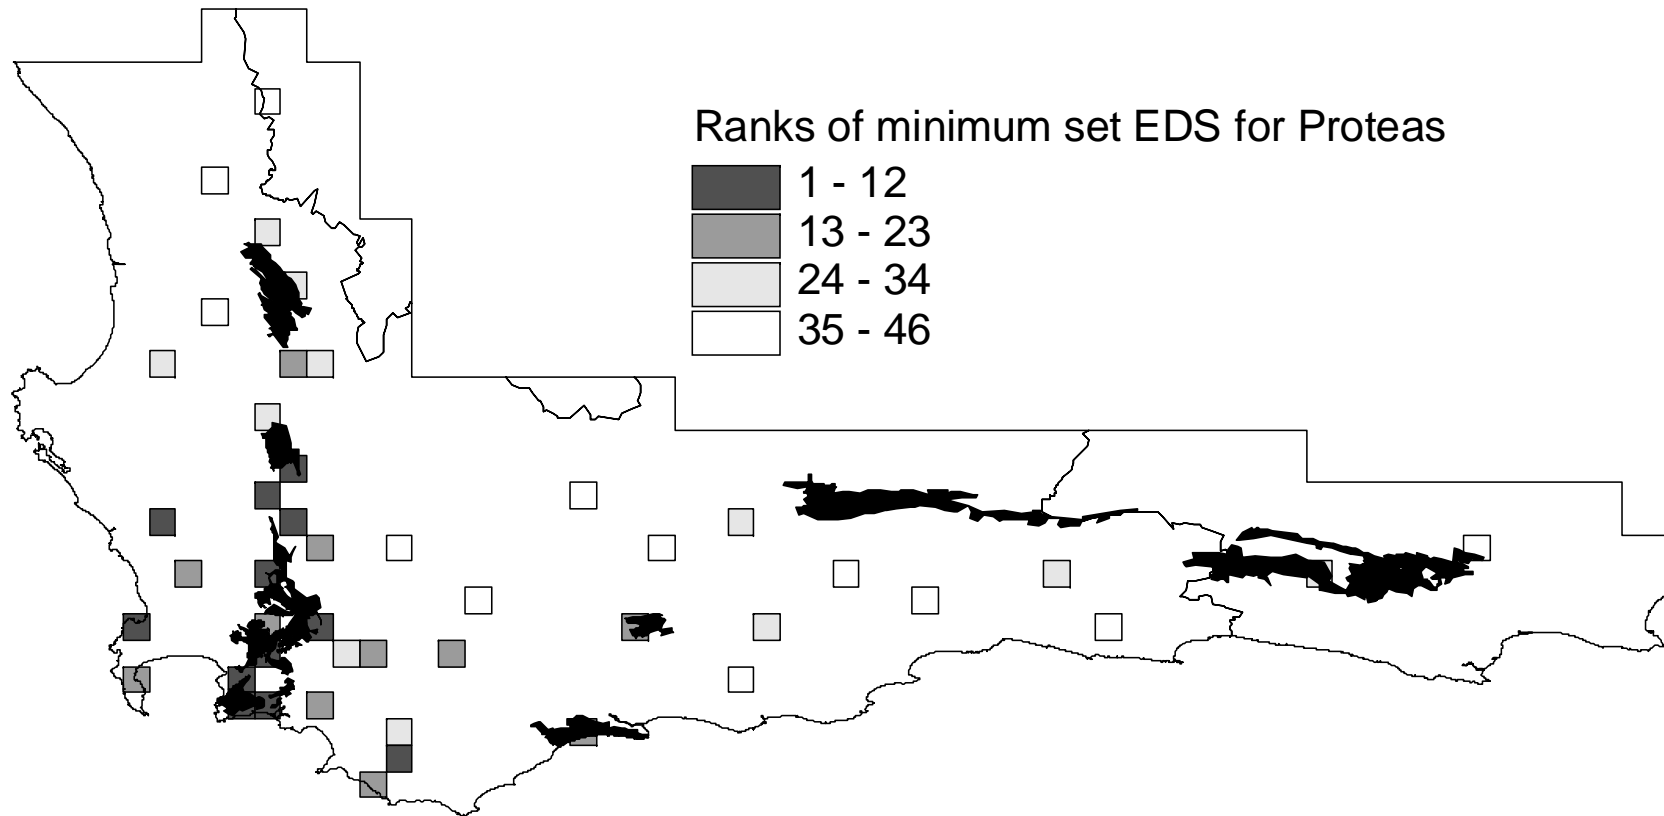 Ranks of minimum set EDS for Proteas
1 - 12
13 - 23
24 - 34
35 - 46